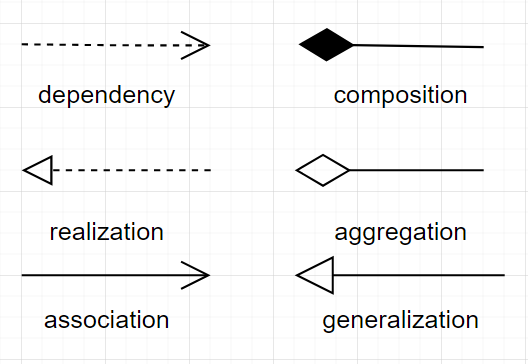 dependency
composition
realization
aggregation
association
generalization